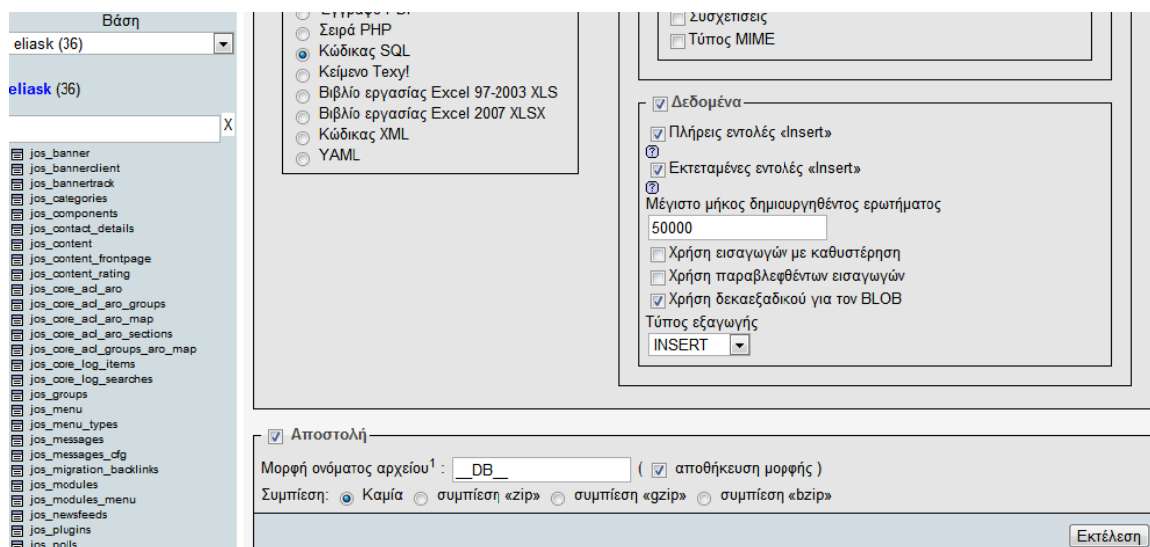 Βάση
eliask (36)
eliask (36)
X
jos_banner
jos_bannerclient
jos_bannertrack
jos_categories
jos_components
jos_contact_details
jos_content
jos_content_frontpage
jos_content_rating
jos_core_acl_aro
jos_core_acl_aro_groups
jos_core_acl_aro_map
jos_core_acl_aro_sections
jos_core_acl_groups_aro_map
jos_core_log_items
jos_core_log_searches
jos_groups
jos_menu
jos_menu_types
jos_messages
jos_messages_cfg
jos_migration_backlinks
jos_modules
jos_modules_menu
jos_newsfeeds
jos_plugins
jos_polls
Έγγραφο PDF
Σειρά PHP
Κώδικας SQL
Κείμενο Texy!
Βιβλίο εργασίας Excel 97-2003 XLS
Βιβλίο εργασίας Excel 2007 XLSX
Κώδικας XML
YAML
Συσχετίσεις
Τύπος MIME
Δεδομένα
Πλήρεις εντολές «Insert»
Εκτεταμένες εντολές «Insert»
Μέγιστο μήκος δημιουργηθέντος ερωτήματος
50000
Χρήση εισαγωγών με καθυστέρηση
Χρήση παραβλεφθέντων εισαγωγών
Χρήση δεκαεξαδικού για τον BLOB
Τύπος εξαγωγής
INSERT
Αποστολή
Μορφή ονόματος αρχείου1 : __DB__ ( αποθήκευση μορφής )
Συμπίεση: Καμία συμπίεση «zip» συμπίεση «gzip» συμπίεση «bzip»
Εκτέλεση